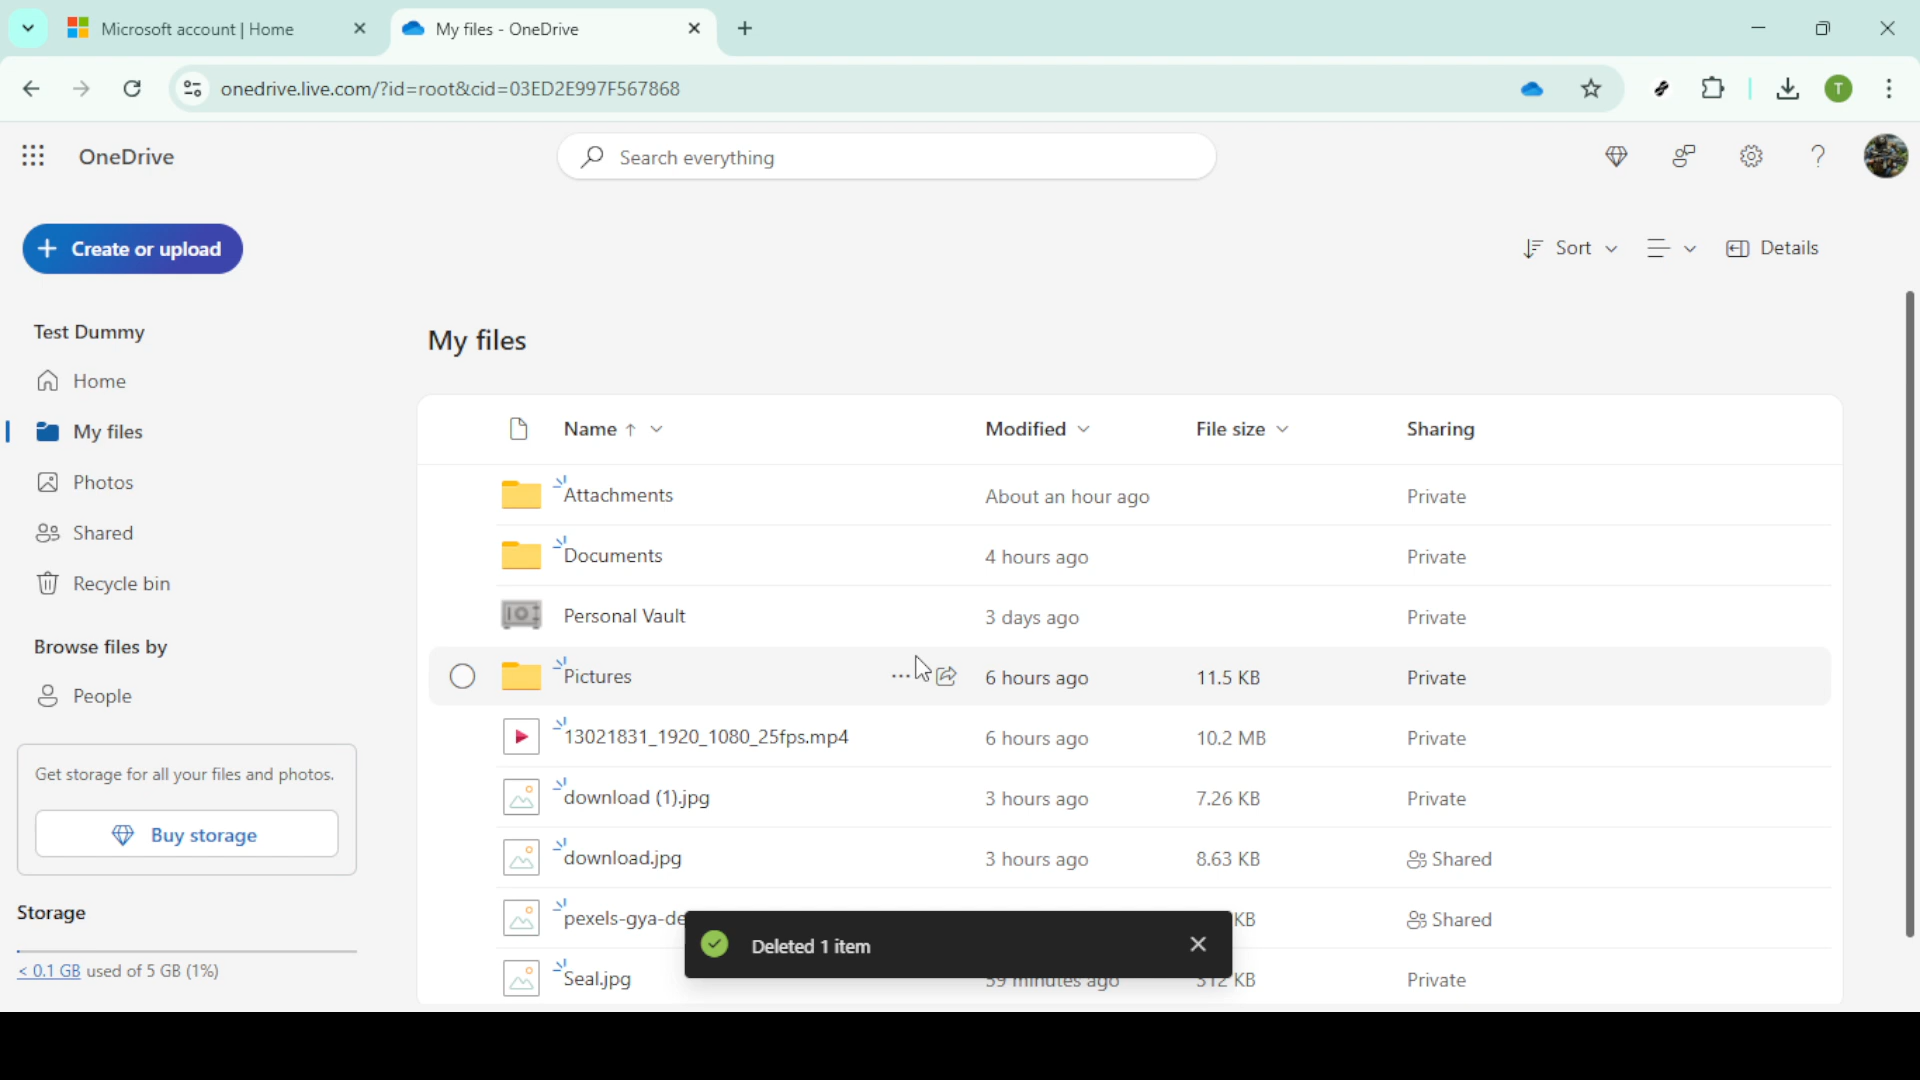 Microsoft account | Home
My files - OneDrive
onedrive.live.com/?id=root&cid=03ED2E997F567868
T
OneDrive
Search everything
Create or upload
Sort
Details
Test Dummy
Home
My files
Photos
Shared
Recycle bin
Browse files by
People
Get storage for all your files and photos.
Buy storage
Storage
< 0.1 GB used of 5 GB (1%)
My files
Name Modified File size Sharing
Attachments About an hour ago Private
Documents 4 hours ago Private
Personal Vault 3 days ago Private
Pictures 6 hours ago 11.5 KB Private
13021831_1920_1080_25fps.mp4 6 hours ago 10.2 MB Private
download (1).jpg 3 hours ago 7.26 KB Private
download.jpg 3 hours ago 8.63 KB Shared
pexels-gya-de KB Shared
Deleted 1 item
Seal.jpg 59 minutes ago 312 KB Private